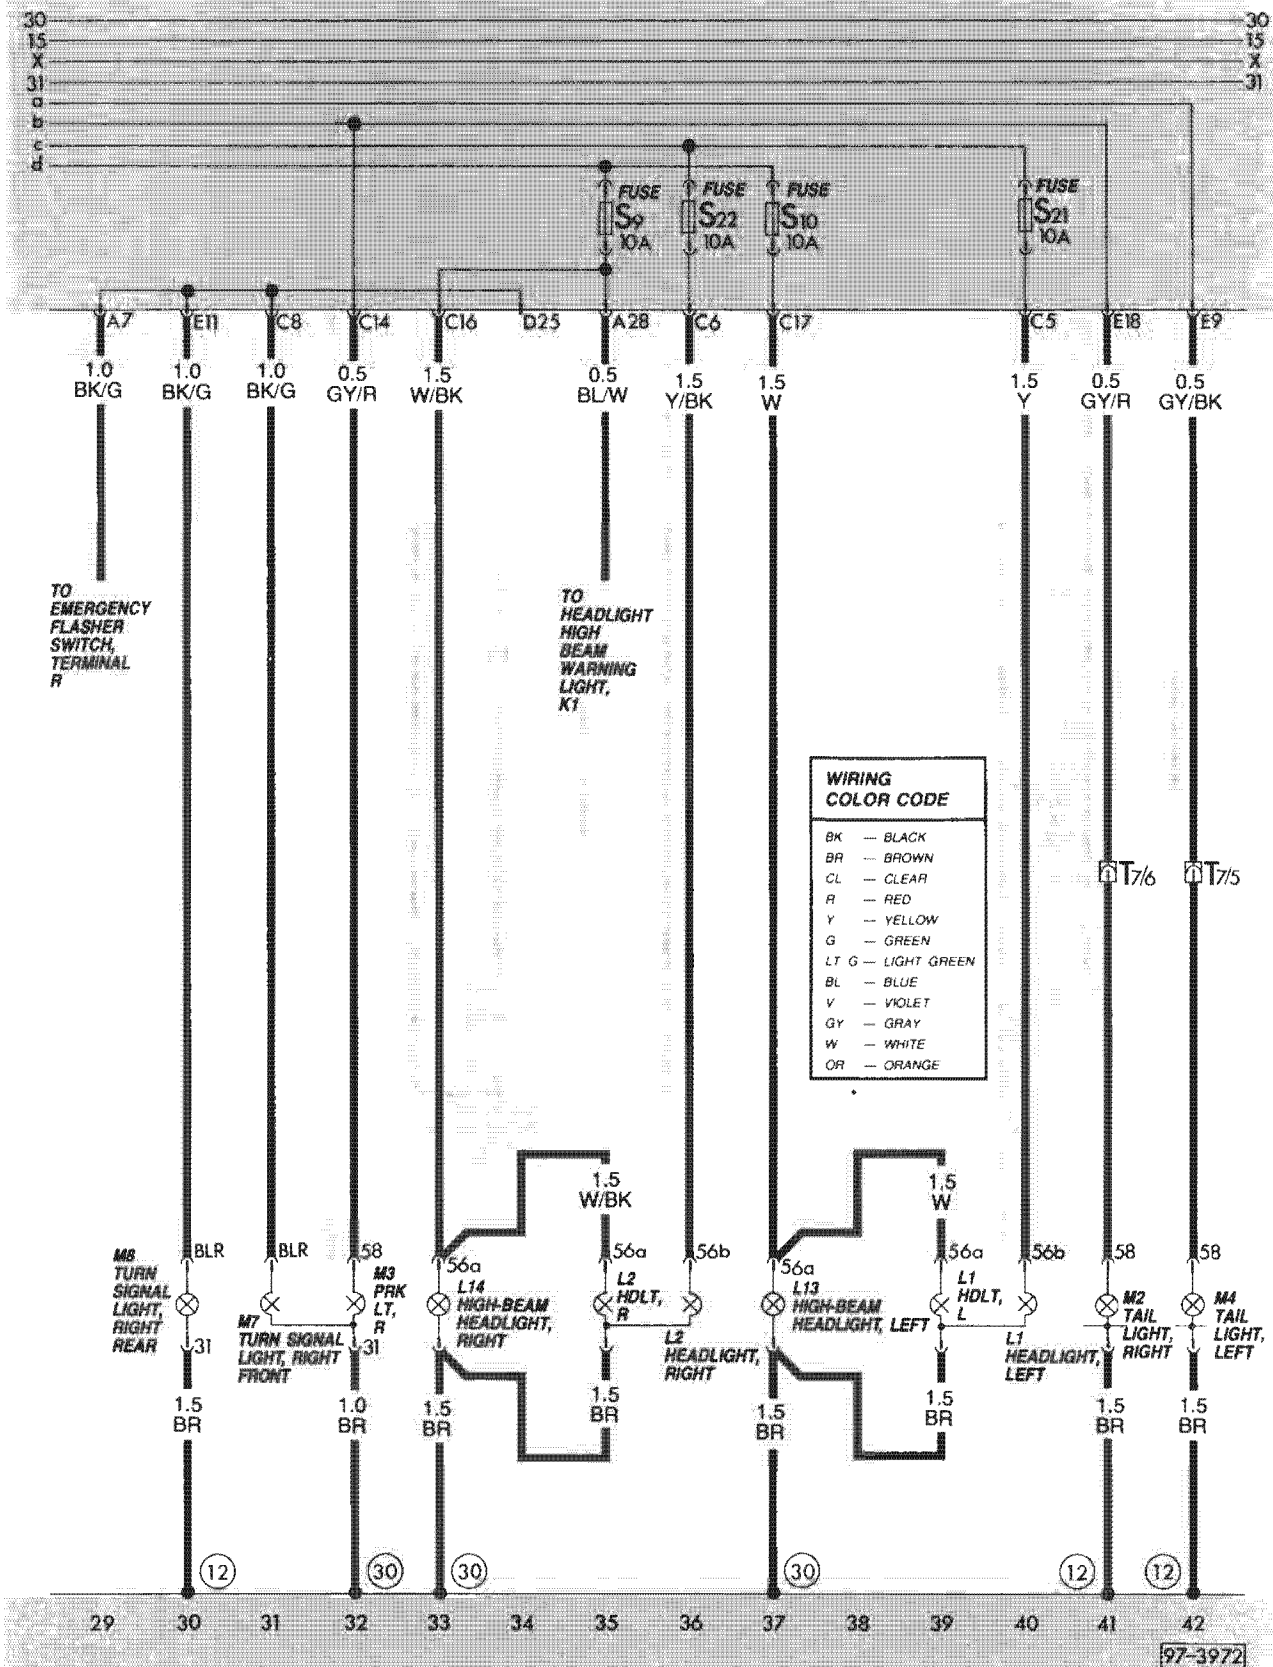 30 30
15 15
X X
31 31
a
b
c
d
FUSE S9 10A
FUSE S22 10A
FUSE S10 10A
FUSE S21 10A
A7 E11 C8 C14 C16 D25 A28 C6 C17 C5 E18 E9
1.0 1.0 1.0 0.5 1.5 0.5 1.5 1.5 1.5 0.5 0.5
BK/G BK/G BK/G GY/R W/BK BL/W Y/BK W Y GY/R GY/BK
TO
EMERGENCY
FLASHER
SWITCH,
TERMINAL
R
TO
HEADLIGHT
HIGH
BEAM
WARNING
LIGHT,
K1
WIRING
COLOR CODE
BK — BLACK
BR — BROWN
CL — CLEAR
R — RED
Y — YELLOW
G — GREEN
LT G — LIGHT GREEN
BL — BLUE
V — VIOLET
GY — GRAY
W — WHITE
OR — ORANGE
T7/6 T7/5
1.5
W/BK
1.5
W
BLR BLR 58 56a 56a 56b 56a 56a 56b 58 58
M8
TURN
SIGNAL
LIGHT,
RIGHT
REAR
31
M7
TURN SIGNAL
LIGHT, RIGHT
FRONT
M3
PRK
LT,
R
31
L14
HIGH-BEAM
HEADLIGHT,
RIGHT
L2
HDLT,
R
L2
HEADLIGHT,
RIGHT
L13
HIGH-BEAM
HEADLIGHT, LEFT
L1
HDLT,
L
L1
HEADLIGHT,
LEFT
M2
TAIL
LIGHT,
RIGHT
M4
TAIL
LIGHT,
LEFT
1.5 1.0 1.5 1.5 1.5 1.5 1.5 1.5
BR BR BR BR BR BR BR BR
12 30 30 30 12 12
29 30 31 32 33 34 35 36 37 38 39 40 41 42
97-3972